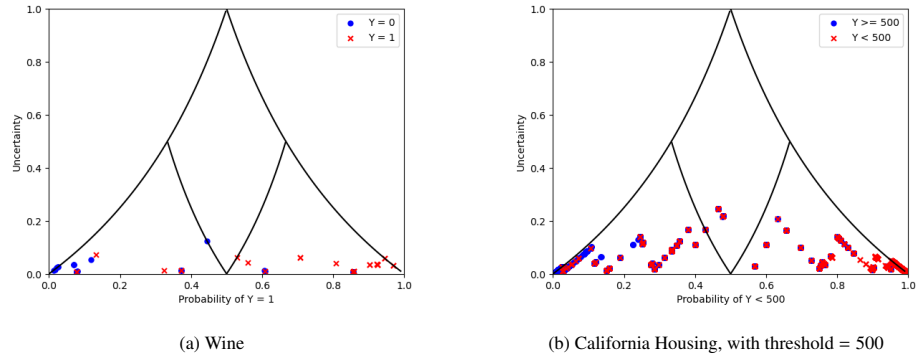 1.0
0.8
0.6
0.4
0.2
0.0
Uncertainty
0.0 0.2 0.4 0.6 0.8 1.0
Probability of Y = 1
Y = 0
Y = 1
(a) Wine
1.0
0.8
0.6
0.4
0.2
0.0
Uncertainty
0.0 0.2 0.4 0.6 0.8 1.0
Probability of Y < 500
Y >= 500
Y < 500
(b) California Housing, with threshold = 500